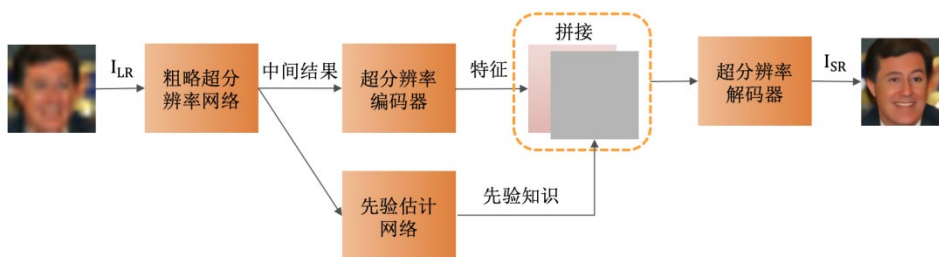 I_LR
粗略超分
辨率网络
中间结果
超分辨率
编码器
特征
拼接
超分辨率
解码器
I_SR
先验估计
网络
先验知识